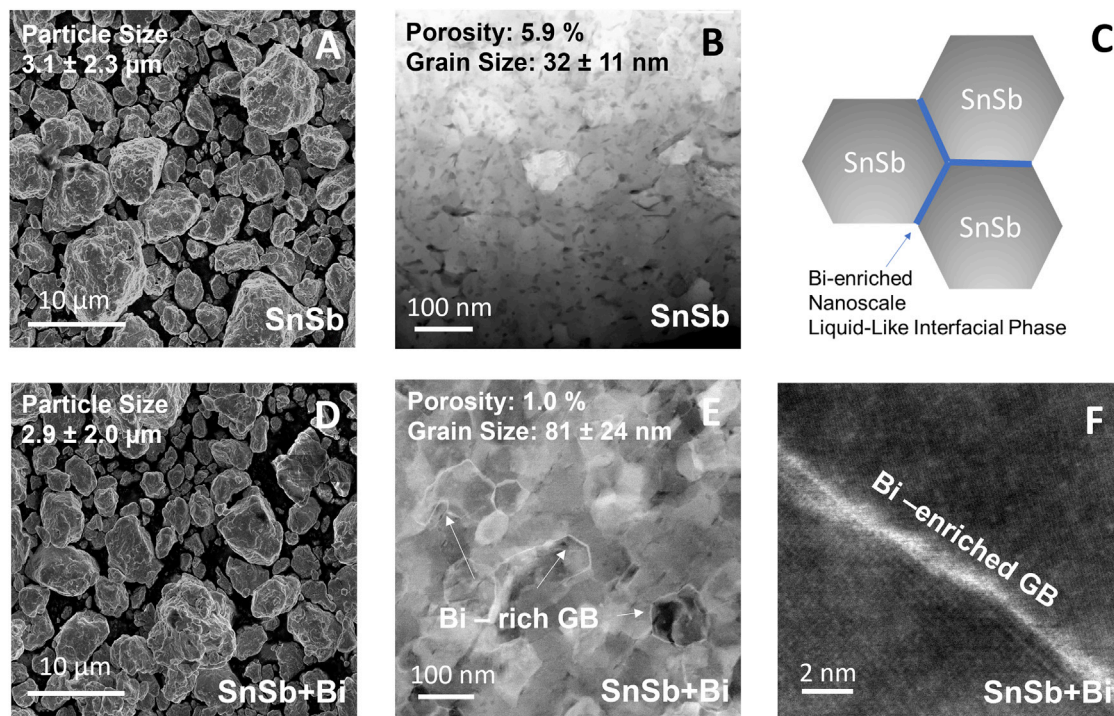 Particle Size
3.1 ± 2.3 µm
A
10 µm
SnSb
Porosity: 5.9 %
Grain Size: 32 ± 11 nm
B
100 nm
SnSb
C
SnSb
SnSb
SnSb
Bi-enriched
Nanoscale
Liquid-Like Interfacial Phase
Particle Size
2.9 ± 2.0 µm
D
10 µm
SnSb+Bi
Porosity: 1.0 %
Grain Size: 81 ± 24 nm
E
Bi – rich GB
100 nm
SnSb+Bi
F
Bi –enriched GB
2 nm
SnSb+Bi